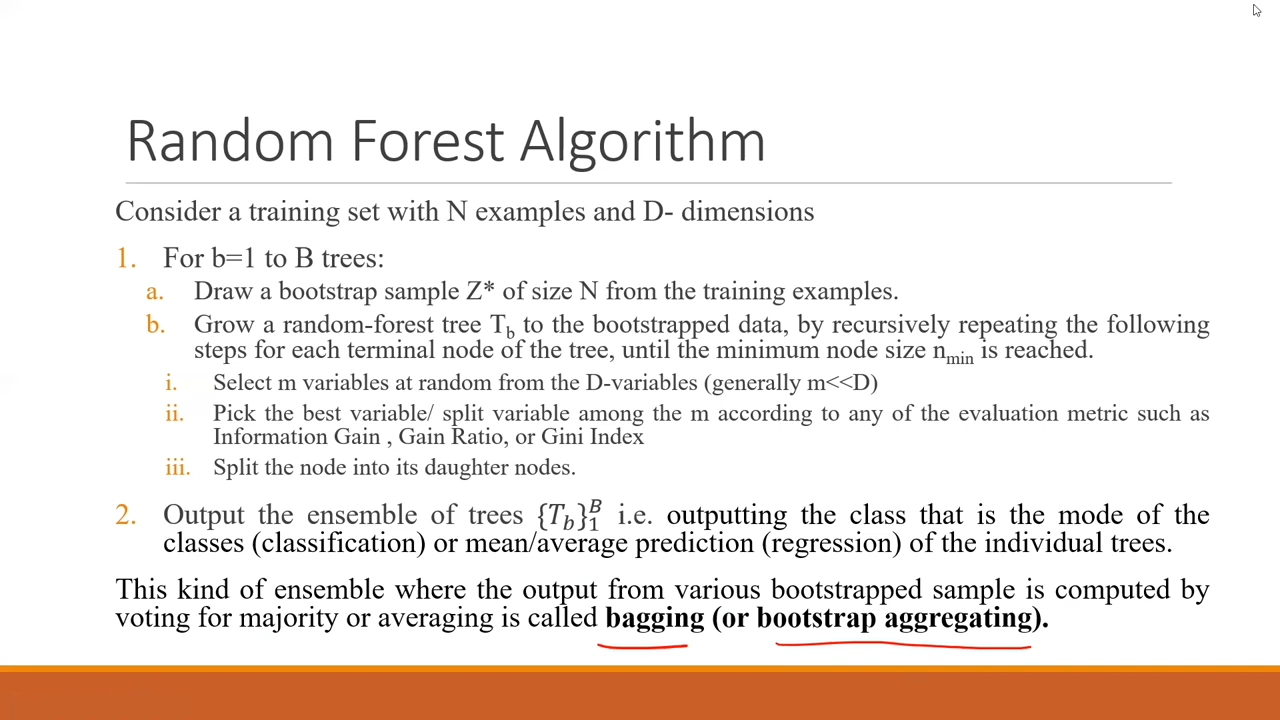 Random Forest Algorithm
Consider a training set with N examples and D- dimensions
1. For b=1 to B trees:
a. Draw a bootstrap sample Z* of size N from the training examples.
b. Grow a random-forest tree T_b to the bootstrapped data, by recursively repeating the following
steps for each terminal node of the tree, until the minimum node size n_min is reached.
i. Select m variables at random from the D-variables (generally m<<D)
ii. Pick the best variable/ split variable among the m according to any of the evaluation metric such as
Information Gain , Gain Ratio, or Gini Index
iii. Split the node into its daughter nodes.
2. Output the ensemble of trees {T_b}_1^B i.e. outputting the class that is the mode of the
classes (classification) or mean/average prediction (regression) of the individual trees.
This kind of ensemble where the output from various bootstrapped sample is computed by
voting for majority or averaging is called bagging (or bootstrap aggregating).